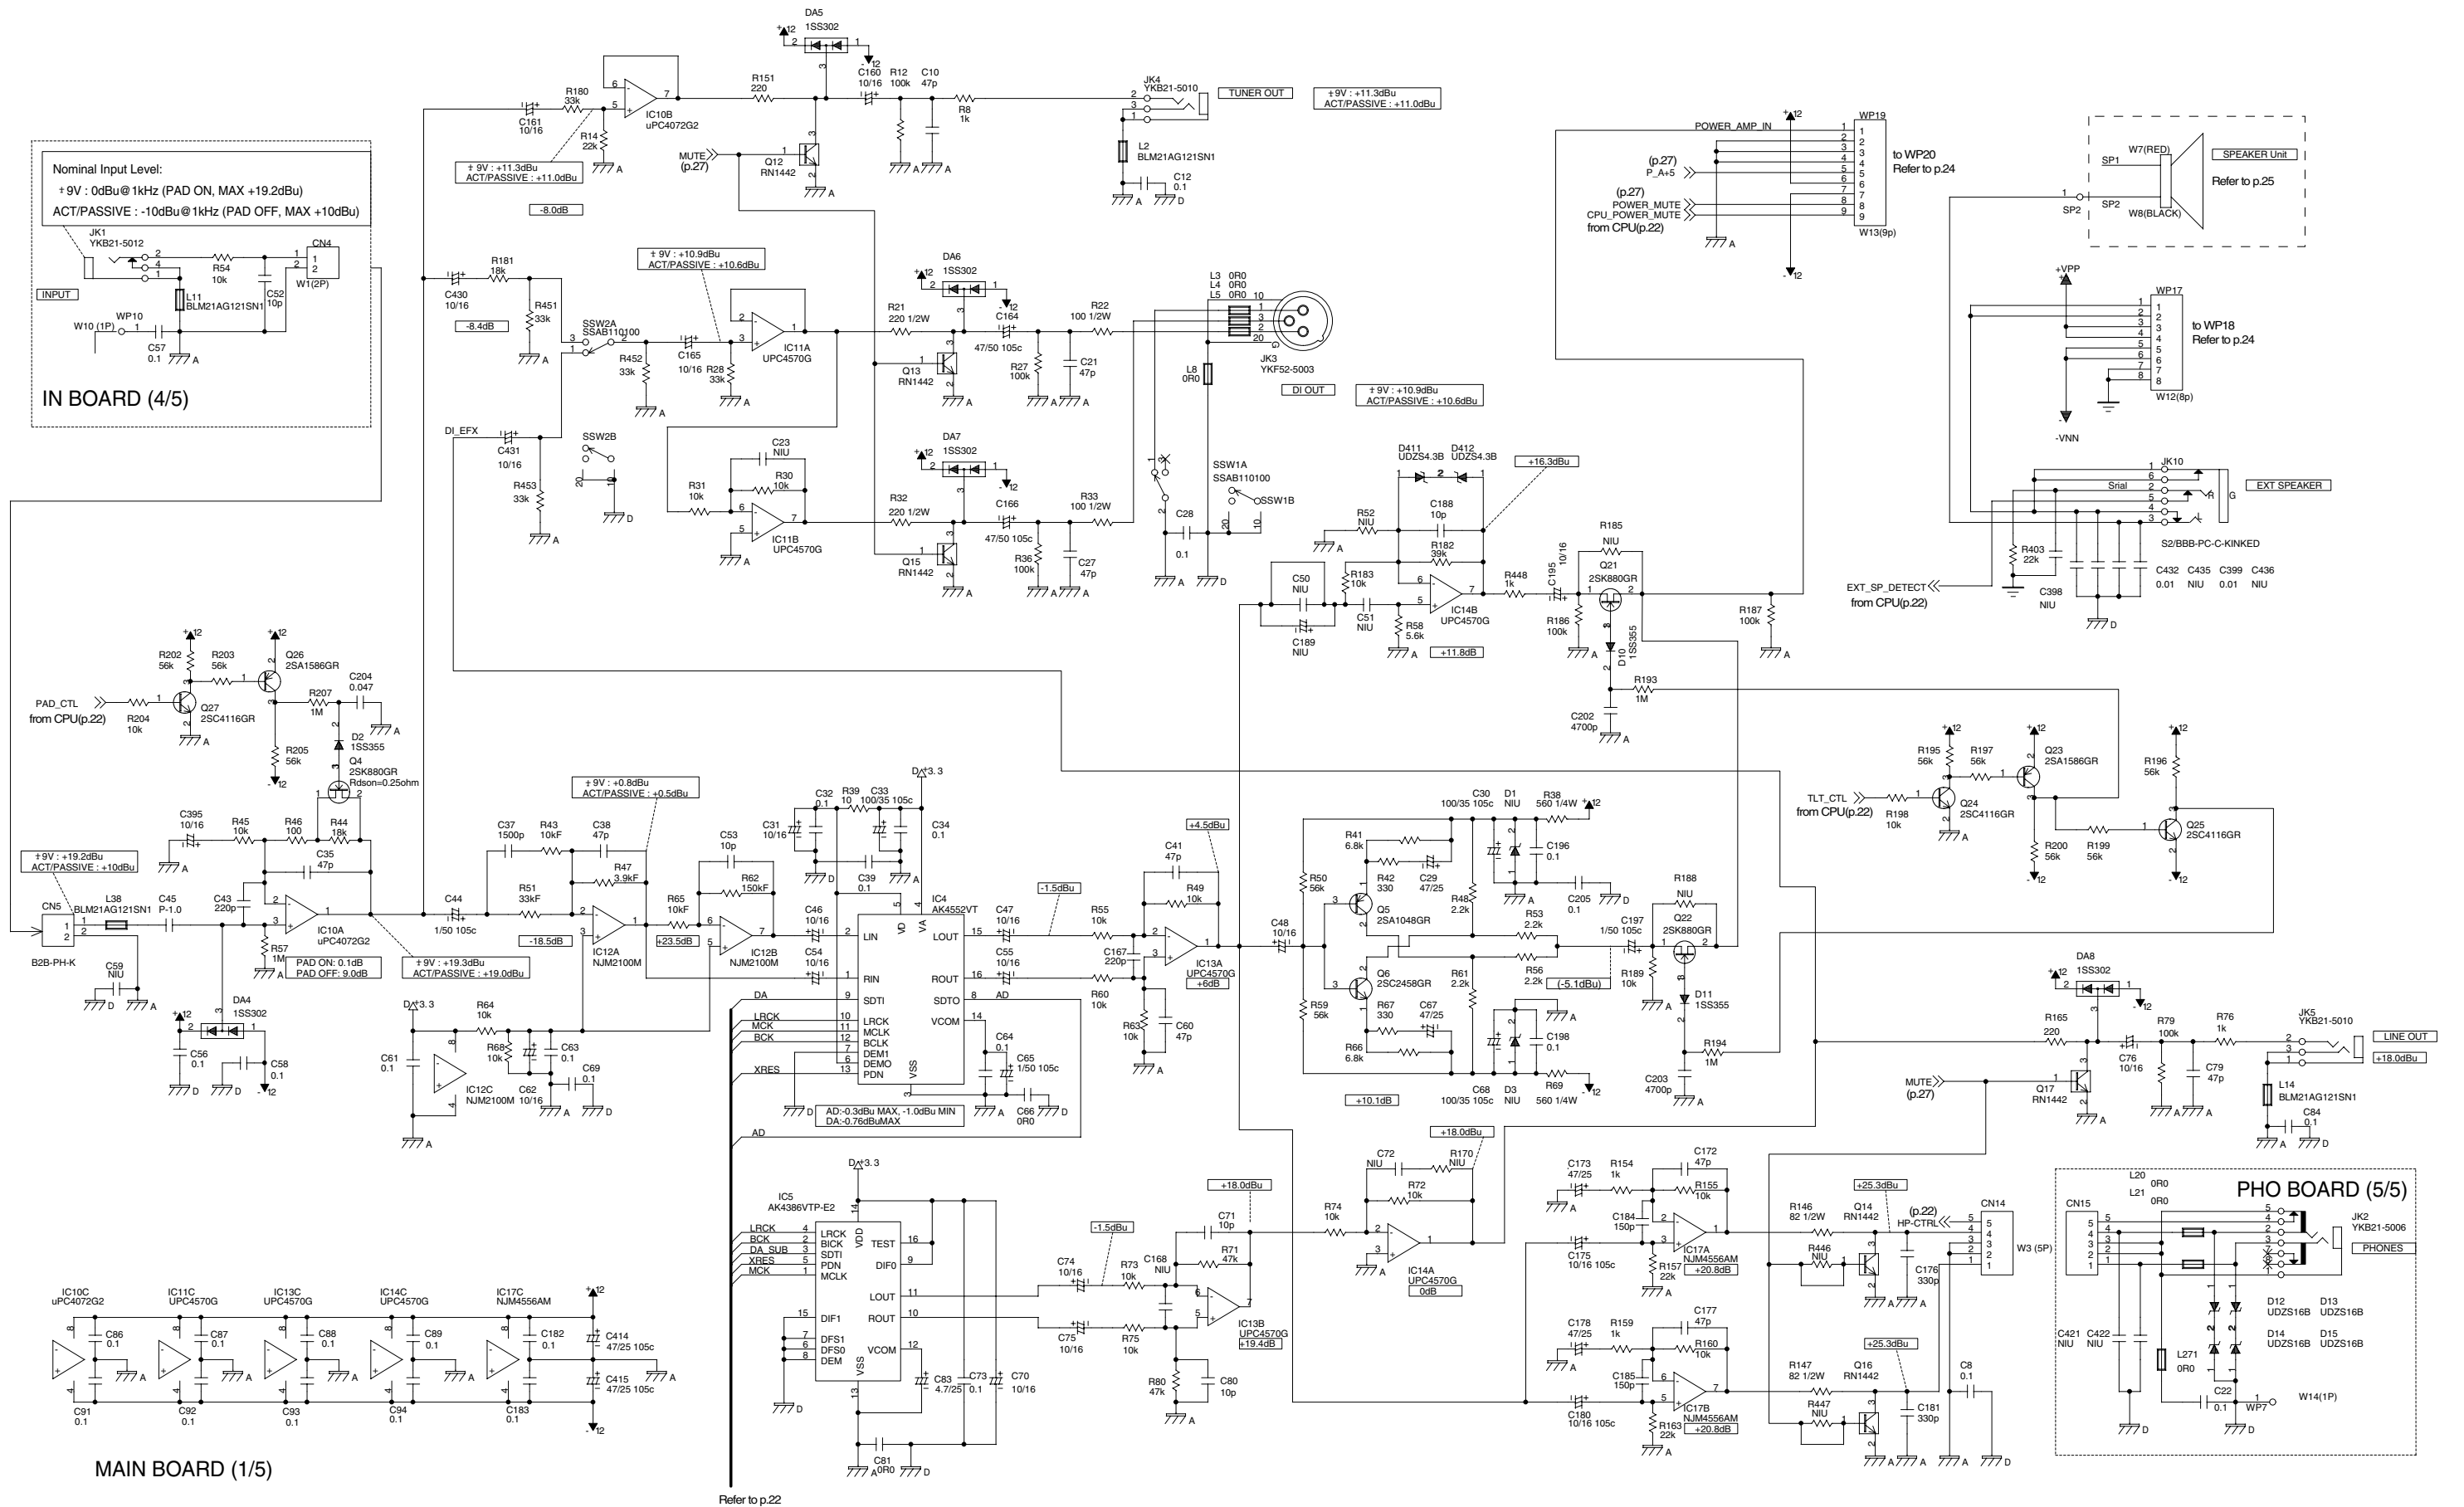 Nominal Input Level:
†9V : 0dBu@1kHz (PAD ON, MAX +19.2dBu)
ACT/PASSIVE : -10dBu@1kHz (PAD OFF, MAX +10dBu)
JK1
YKB21-5012
CN4
R54
10k
C52
10p
W1(2P)
INPUT
L11
BLM21AG121SN1
W10 (1P)
WP10
C57
0.1
IN BOARD (4/5)
DA5
1SS302
R180
33k
C161
10/16
R14
22k
IC10B
uPC4072G2
R151
220
C160
10/16
R12
100k
C10
47p
R8
1k
JK4
YKB21-5010
TUNER OUT
†9V : +11.3dBu
ACT/PASSIVE : +11.0dBu
†9V : +11.3dBu
ACT/PASSIVE : +11.0dBu
MUTE
(p.27)
Q12
RN1442
L2
BLM21AG121SN1
C12
0.1
-8.0dB
C430
10/16
R181
18k
-8.4dB
R451
33k
SSW2A
SSAB110100
R452
33k
C165
10/16
R28
33k
†9V : +10.9dBu
ACT/PASSIVE : +10.6dBu
IC11A
UPC4570G
DA6
1SS302
R21
220 1/2W
C164
47/50 105c
R22
100 1/2W
Q13
RN1442
R27
100k
C21
47p
L3 0R0
L4 0R0
L5 0R0
JK3
YKF52-5003
L8
0R0
DI OUT
†9V : +10.9dBu
ACT/PASSIVE : +10.6dBu
DI_EFX
C431
10/16
R453
33k
SSW2B
C23
NIU
R30
10k
R31
10k
IC11B
UPC4570G
DA7
1SS302
R32
220 1/2W
C166
47/50 105c
R33
100 1/2W
Q15
RN1442
R36
100k
C27
47p
SSW1A
SSAB110100
SSW1B
C28
0.1
POWER_AMP_IN
WP19
to WP20
Refer to p.24
(p.27)
P_A+5
(p.27)
POWER_MUTE
CPU_POWER_MUTE
from CPU(p.22)
W13(9p)
W7(RED)
SP1
SPEAKER Unit
Refer to p.25
SP2
SP2
W8(BLACK)
+VPP
WP17
to WP18
Refer to p.24
W12(8p)
-VNN
JK10
Srial
EXT SPEAKER
R403
22k
C398
NIU
S2/BBB-PC-C-KINKED
C432 C435 C399 C436
0.01 NIU 0.01 NIU
EXT_SP_DETECT
from CPU(p.22)
D411 D412
UDZS4.3B UDZS4.3B
+16.3dBu
R52
NIU
C188
10p
R182
39k
C50
NIU
R183
10k
C51
NIU
C189
NIU
R58
5.6k
IC14B
UPC4570G
+11.8dB
R448
1k
C195
10/16
R185
NIU
Q21
2SK880GR
R186
100k
D10
1SS355
R187
100k
R193
1M
C202
4700p
PAD_CTL
from CPU(p.22)
R202
56k
R203
56k
R204
10k
Q27
2SC4116GR
Q26
2SA1586GR
R207
1M
C204
0.047
R205
56k
D2
1SS355
Q4
2SK880GR
Rdson=0.25ohm
C395
10/16
R45
10k
R46
100
R44
18k
C35
47p
†9V : +19.2dBu
ACT/PASSIVE : +10dBu
CN5
L38
BLM21AG121SN1
C45
P-1.0
C43
220p
B2B-PH-K
C59
NIU
R57
1M
IC10A
uPC4072G2
PAD ON: 0.1dB
PAD OFF: 9.0dB
†9V : +19.3dBu
ACT/PASSIVE : +19.0dBu
DA4
1SS302
C56
0.1
C58
0.1
C44
1/50 105c
C37
1500p
R43
10kF
C38
47p
R47
3.9kF
R51
33kF
-18.5dB
IC12A
NJM2100M
†9V : +0.8dBu
ACT/PASSIVE : +0.5dBu
R65
10kF
C53
10p
R62
150kF
+23.5dB
IC12B
NJM2100M
C61
0.1
IC12C
NJM2100M
R64
10k
R68
10k
C62
10/16
C63
0.1
C69
0.1
C31
10/16
C32
0.1
R39
10
C33
100/35 105c
C34
0.1
C39
0.1
D+3.3
IC4
AK4552VT
C46
10/16
C54
10/16
VD
VA
LIN
RIN
SDTI
LRCK
MCLK
BCLK
DEM1
DEMO
PDN
LOUT
ROUT
SDTO
VCOM
VSS
DA
LRCK
MCK
BCK
XRES
AD
AD
C64
0.1
C65
1/50 105c
C66
0R0
AD:-0.3dBu MAX, -1.0dBu MIN
DA:-0.76dBuMAX
C47
10/16
C55
10/16
-1.5dBu
R55
10k
R60
10k
C167
220p
C41
47p
R49
10k
+4.5dBu
IC13A
UPC4570G
+6dB
R63
10k
C60
47p
C48
10/16
R50
56k
R59
56k
R41
6.8k
R42
330
C29
47/25
Q5
2SA1048GR
Q6
2SC2458GR
R67
330
C67
47/25
R66
6.8k
R48
2.2k
R61
2.2k
R53
2.2k
R56
2.2k
C30
100/35 105c
D1
NIU
R38
560 1/4W
C196
0.1
C205
0.1
C198
0.1
C68
100/35 105c
D3
NIU
R69
560 1/4W
+10.1dB
(-5.1dBu)
C197
1/50 105c
R188
NIU
Q22
2SK880GR
R189
10k
D11
1SS355
R194
1M
C203
4700p
TLT_CTL
from CPU(p.22)
R195
56k
R197
56k
R198
10k
Q24
2SC4116GR
Q23
2SA1586GR
R200
56k
R199
56k
R196
56k
Q25
2SC4116GR
DA8
1SS302
R165
220
C76
10/16
R79
100k
C79
47p
R76
1k
JK5
YKB21-5010
LINE OUT
+18.0dBu
MUTE
(p.27)
Q17
RN1442
L14
BLM21AG121SN1
C84
0.1
D+3.3
IC5
AK4386VTP-E2
LRCK
BCK
DA_SUB
XRES
MCK
LRCK
BICK
SDTI
PDN
MCLK
VDD
TEST
DIF0
LOUT
ROUT
DIF1
DFS1
DFS0
DEM
VCOM
VSS
C83
4.7/25
C73
0.1
C70
10/16
C81
0R0
C74
10/16
C75
10/16
-1.5dBu
R73
10k
R75
10k
C168
NIU
C71
10p
R71
47k
+18.0dBu
IC13B
UPC4570G
+19.4dB
R80
47k
C80
10p
R74
10k
C72
NIU
R170
NIU
R72
10k
+18.0dBu
IC14A
UPC4570G
0dB
C173
47/25
R154
1k
C172
47p
R155
10k
C184
150p
C175
10/16 105c
R157
22k
IC17A
NJM4556AM
+20.8dB
C178
47/25
R159
1k
C177
47p
R160
10k
C185
150p
C180
10/16 105c
R163
22k
IC17B
NJM4556AM
+20.8dB
R146
82 1/2W
Q14
RN1442
R446
NIU
+25.3dBu
C176
330p
R147
82 1/2W
Q16
RN1442
R447
NIU
+25.3dBu
C181
330p
C8
0.1
(p.22)
HP-CTRL
CN14
W3 (5P)
PHO BOARD (5/5)
L20
0R0
L21
0R0
CN15
JK2
YKB21-5006
PHONES
D12 D13
UDZS16B UDZS16B
D14 D15
UDZS16B UDZS16B
C421 C422
NIU NIU
L271
0R0
C22
0.1
WP7
W14(1P)
IC10C
uPC4072G2
IC11C
UPC4570G
IC13C
UPC4570G
IC14C
UPC4570G
IC17C
NJM4556AM
C86
0.1
C87
0.1
C88
0.1
C89
0.1
C182
0.1
C414
47/25 105c
C415
47/25 105c
C91
0.1
C92
0.1
C93
0.1
C94
0.1
C183
0.1
MAIN BOARD (1/5)
Refer to p.22